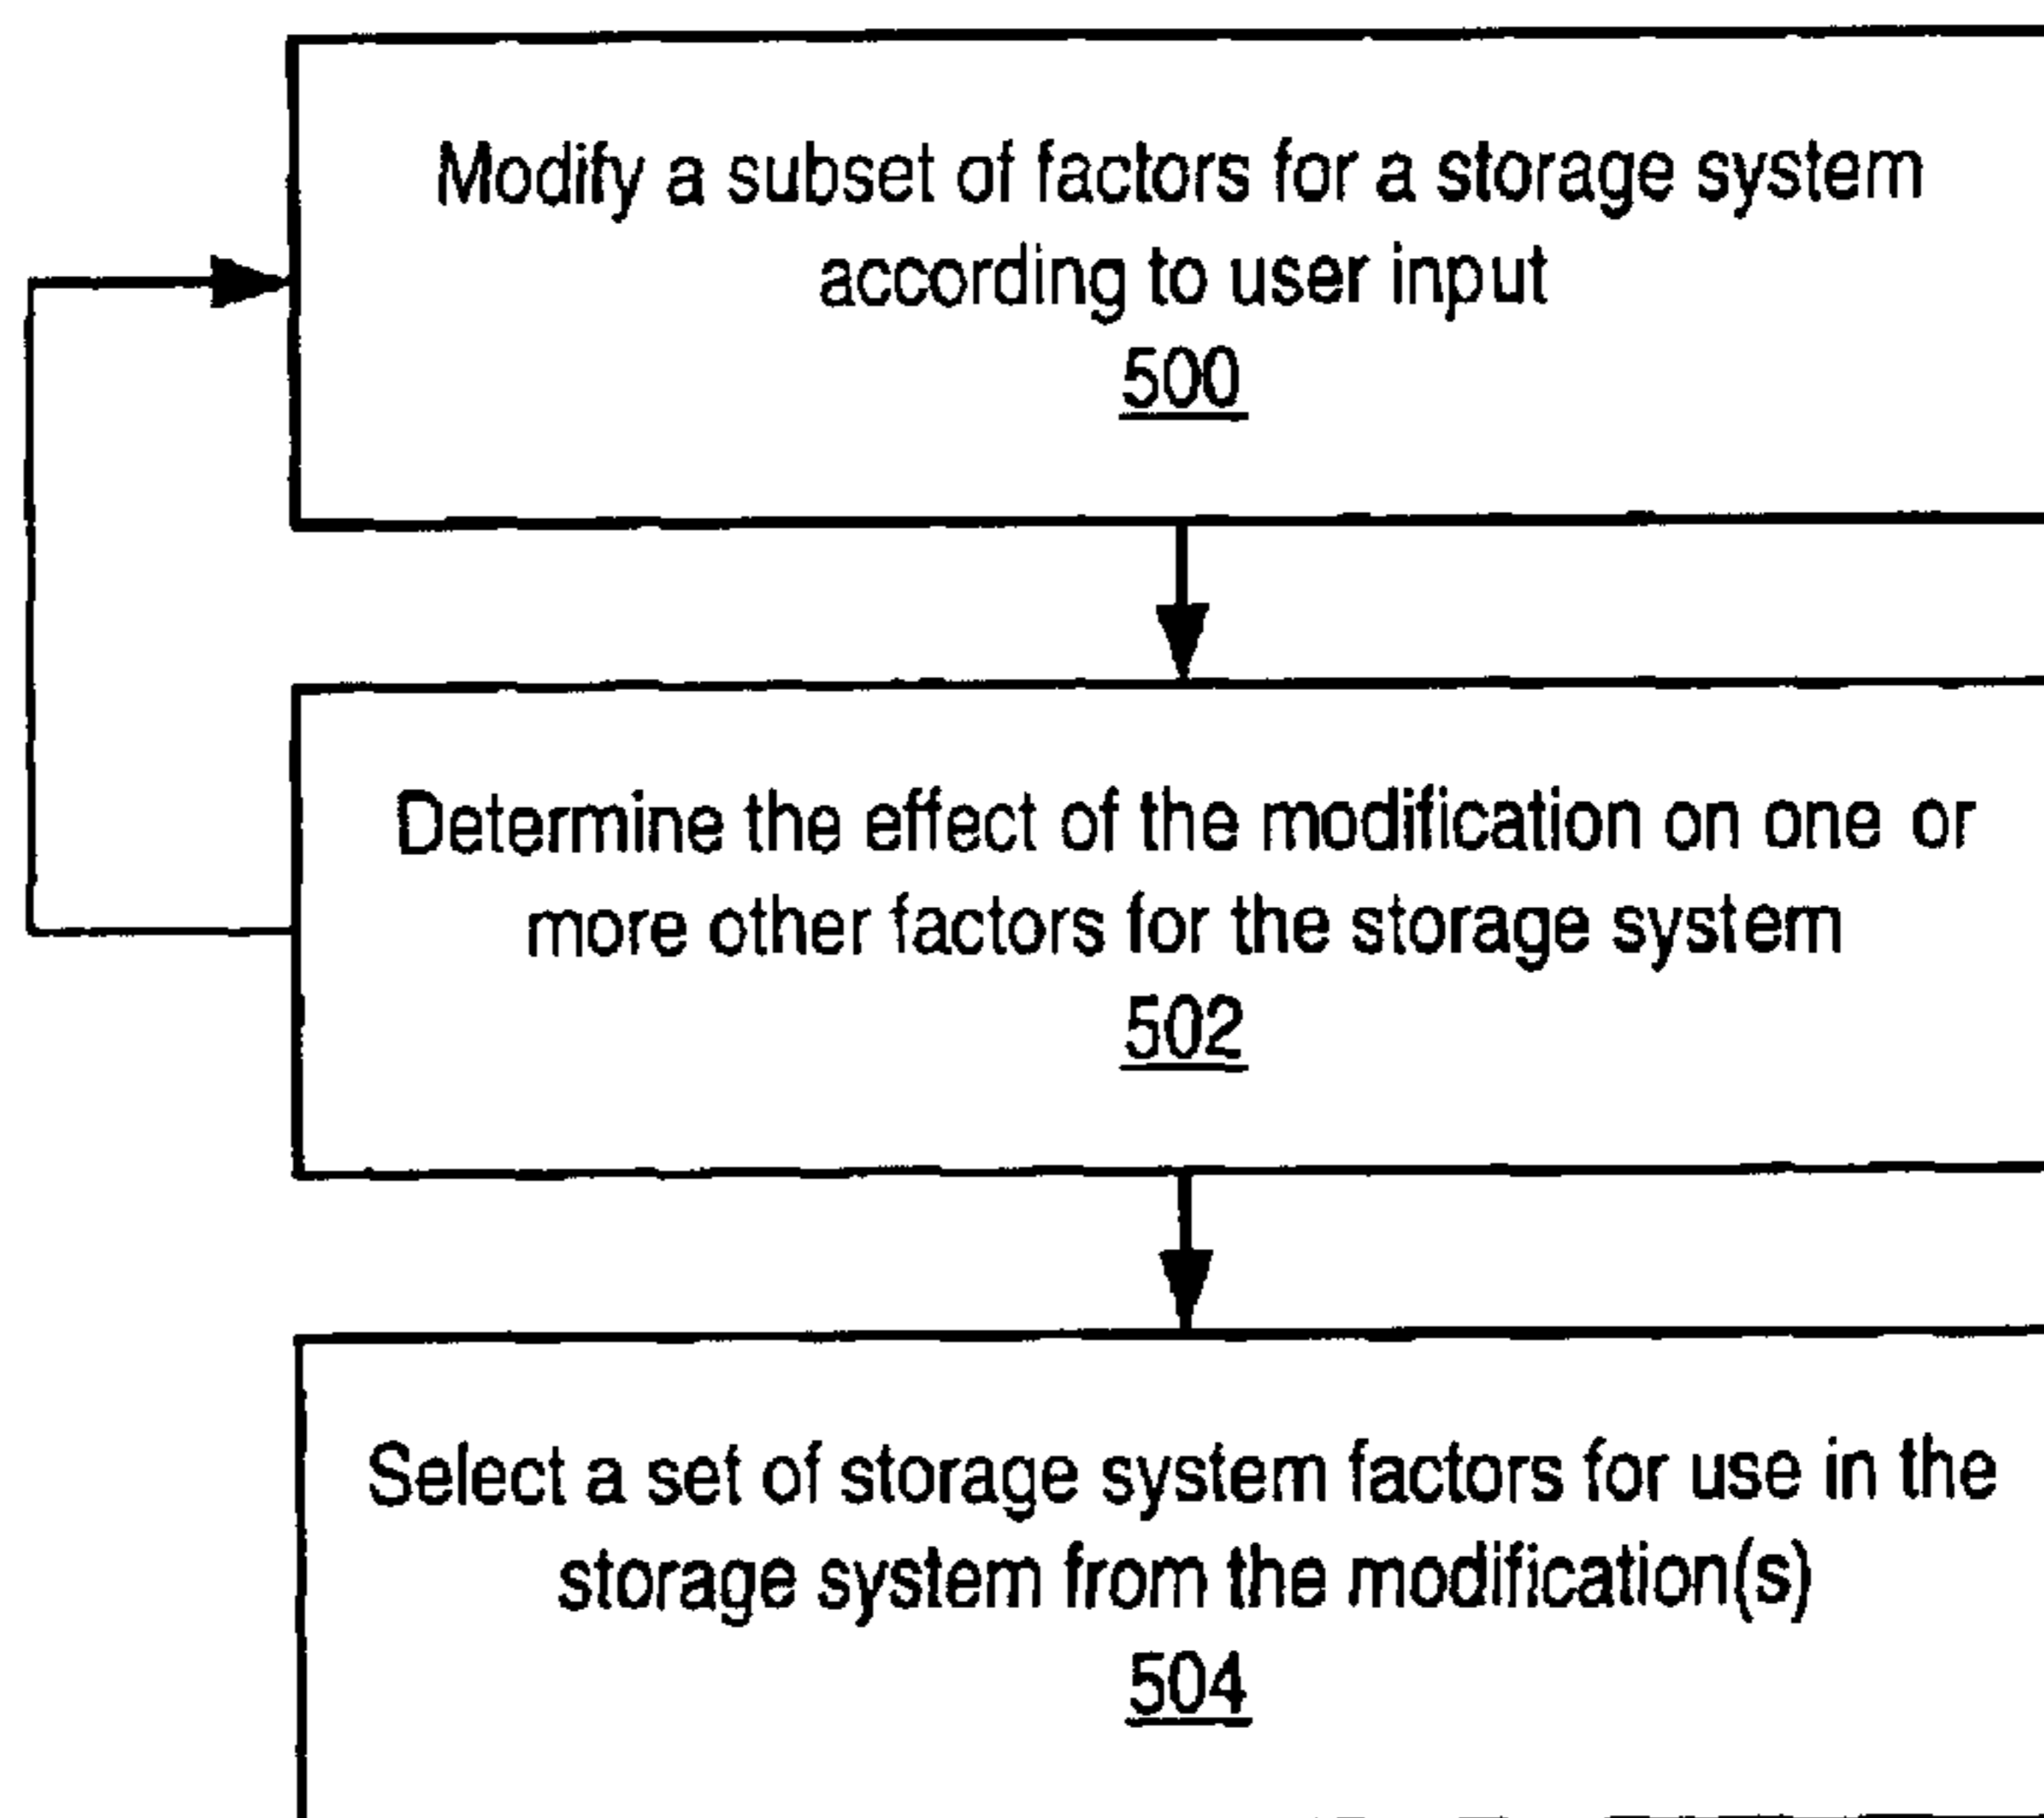 Modify a subset of factors for a storage system
according to user input
500
Determine the effect of the modification on one or
more other factors for the storage system
502
Select a set of storage system factors for use in the
storage system from the modification(s)
504